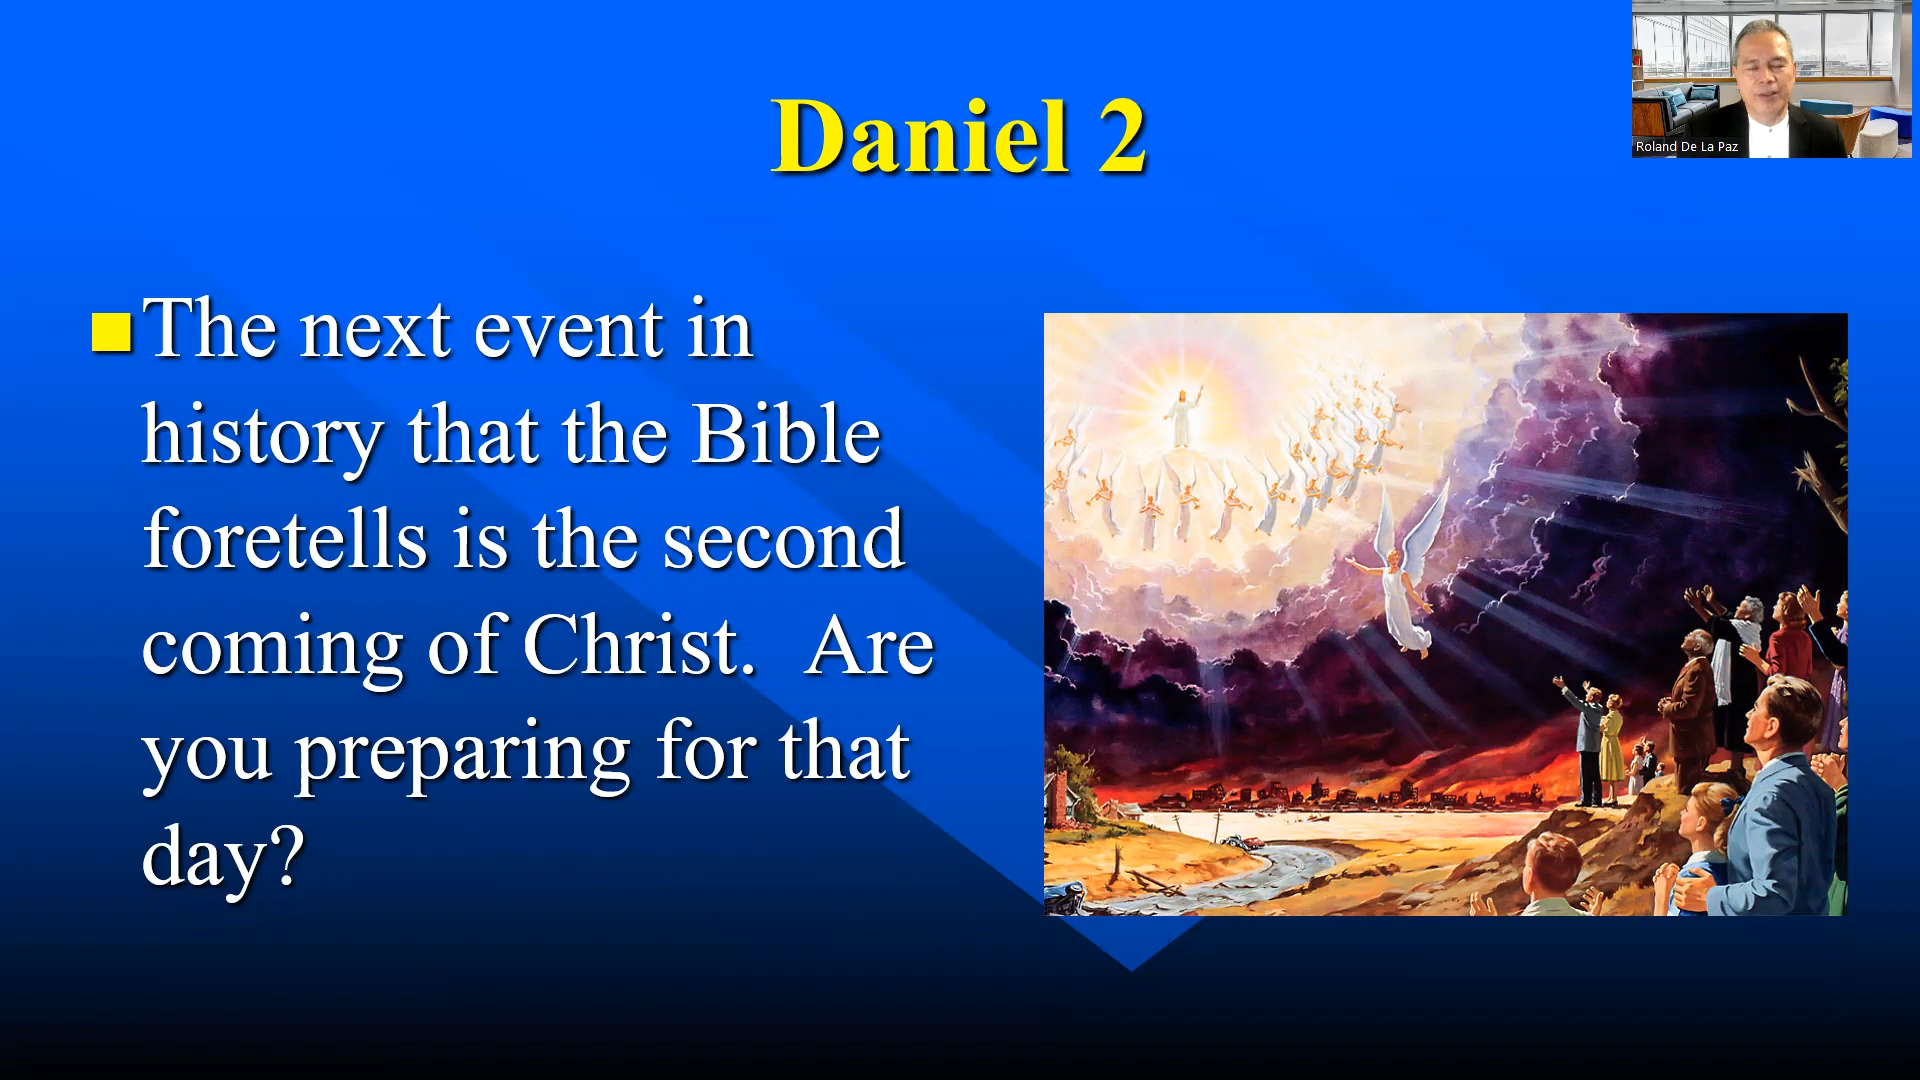 Daniel 2
Roland De La Paz
The next event in
history that the Bible
foretells is the second
coming of Christ.  Are
you preparing for that
day?